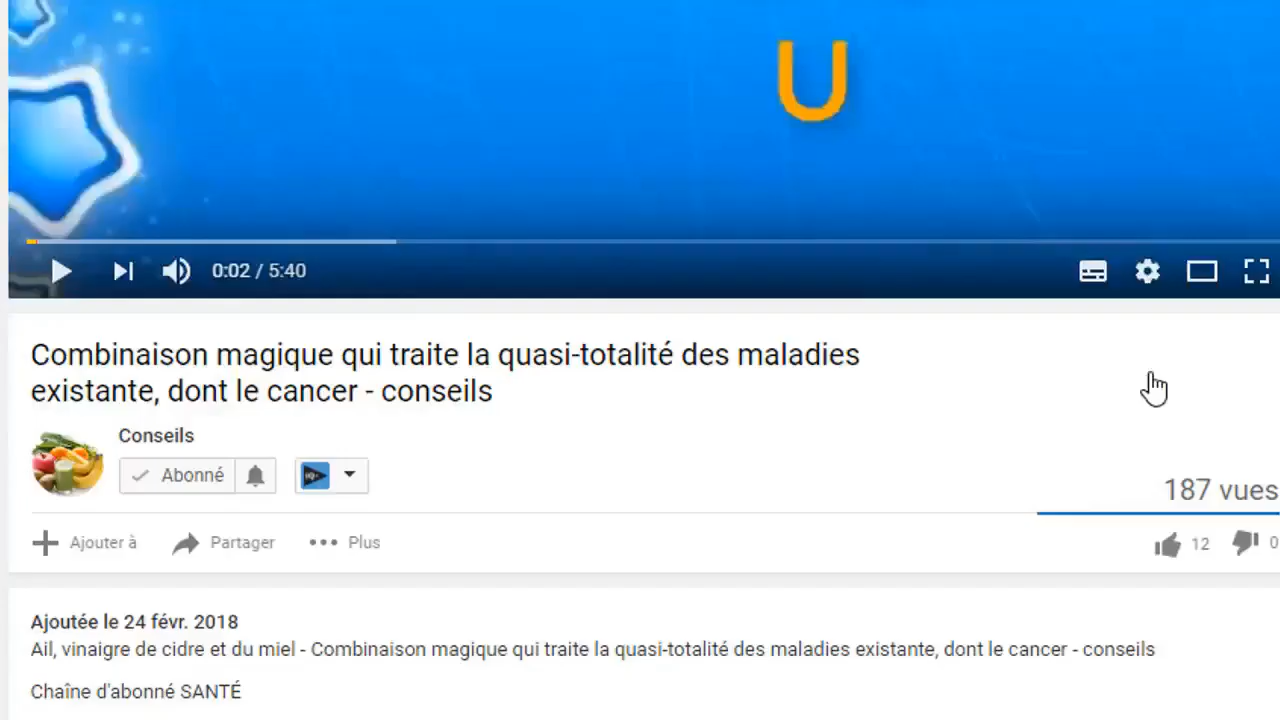 U
0:02 / 5:40
Combinaison magique qui traite la quasi-totalité des maladies
existante, dont le cancer - conseils
Conseils
Abonné
187 vues
Ajouter à
Partager
Plus
12
0
Ajoutée le 24 févr. 2018
Ail, vinaigre de cidre et du miel - Combinaison magique qui traite la quasi-totalité des maladies existante, dont le cancer - conseils
Chaîne d'abonné SANTÉ